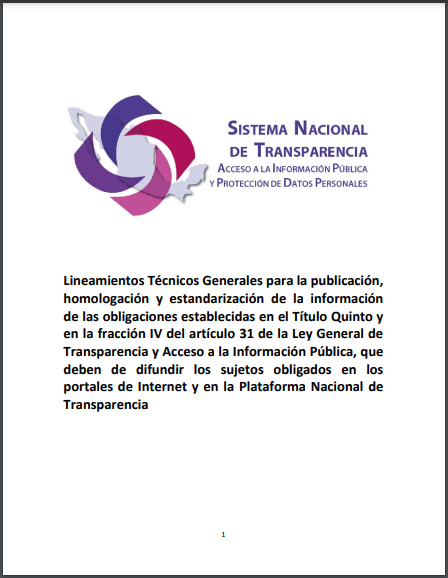 SISTEMA NACIONAL
DE TRANSPARENCIA
ACCESO A LA INFORMACIÓN PÚBLICA
Y PROTECCIÓN DE DATOS PERSONALES
Lineamientos Técnicos Generales para la publicación,
homologación y estandarización de la información
de las obligaciones establecidas en el Título Quinto y
en la fracción IV del artículo 31 de la Ley General de
Transparencia y Acceso a la Información Pública, que
deben de difundir los sujetos obligados en los
portales de Internet y en la Plataforma Nacional de
Transparencia
1